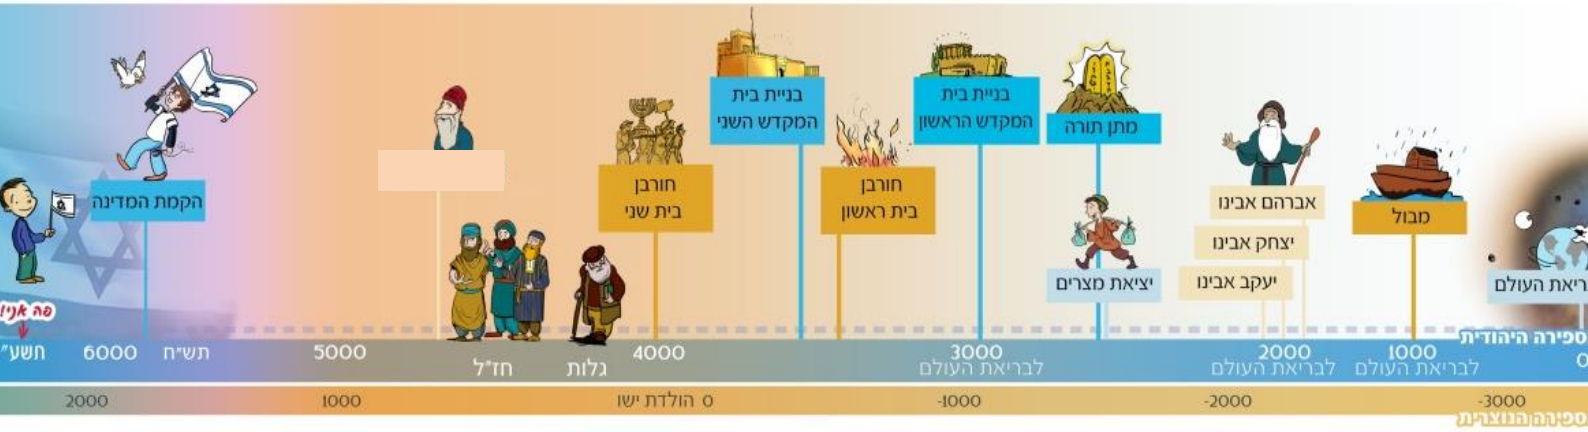 בריאת העולם
מבול
אברהם אבינו
יצחק אבינו
יעקב אבינו
מתן תורה
יציאת מצרים
בניית בית
המקדש הראשון
חורבן
בית ראשון
בניית בית
המקדש השני
חורבן
בית שני
הקמת המדינה
פה אני
ספירה היהודית
0
1000
לבריאת העולם
2000
לבריאת העולם
3000
לבריאת העולם
4000
גלות
חז"ל
5000
תש"ח
6000
תשע"
-3000
-2000
-1000
0 הולדת ישו
1000
2000
ספירה הנוצרית